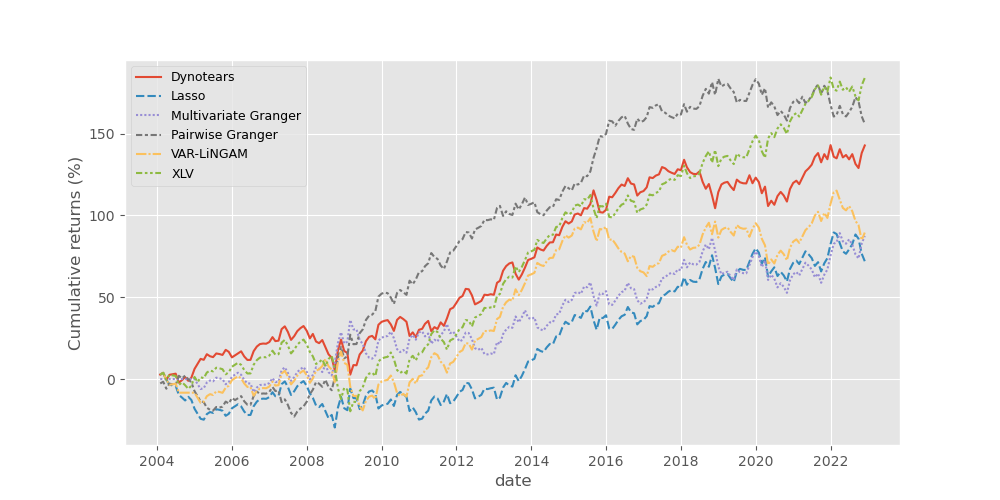 Dynotears
Lasso
Multivariate Granger
Pairwise Granger
VAR-LiNGAM
XLV
Cumulative returns (%)
150
100
50
0
2004 2006 2008 2010 2012 2014 2016 2018 2020 2022
date